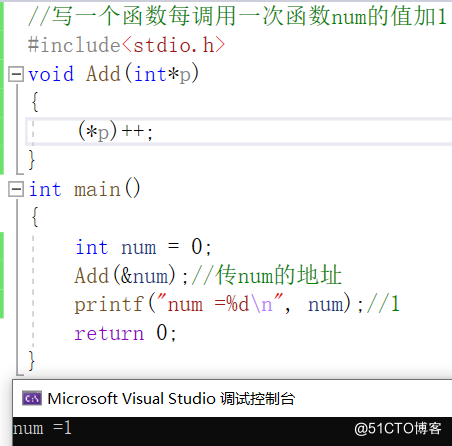 //写一个函数每调用一次函数num的值加1
#include<stdio.h>
void Add(int*p)
{
    (*p)++;
}
int main()
{
    int num = 0;
    Add(&num);//传num的地址
    printf("num =%d\n", num);//1
    return 0;
}
Microsoft Visual Studio 调试控制台
num =1
@51CTO博客